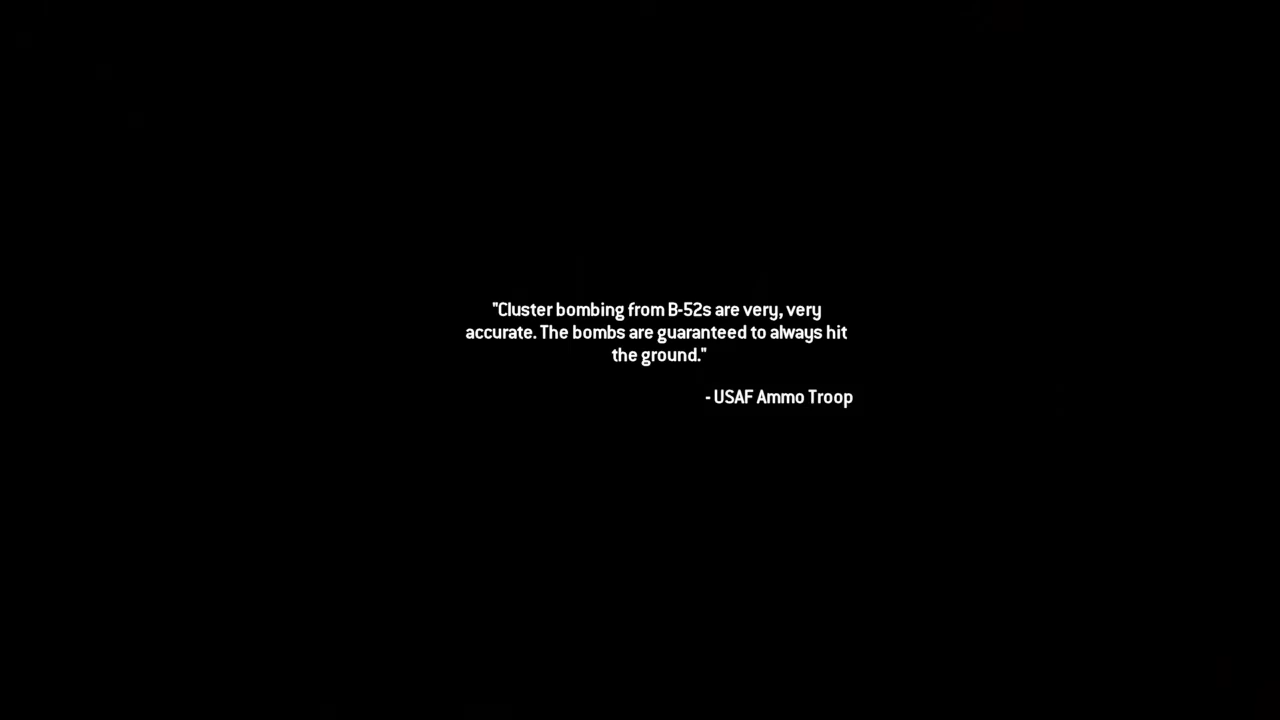 "Cluster bombing from B-52s are very, very
accurate. The bombs are guaranteed to always hit
the ground."
- USAF Ammo Troop